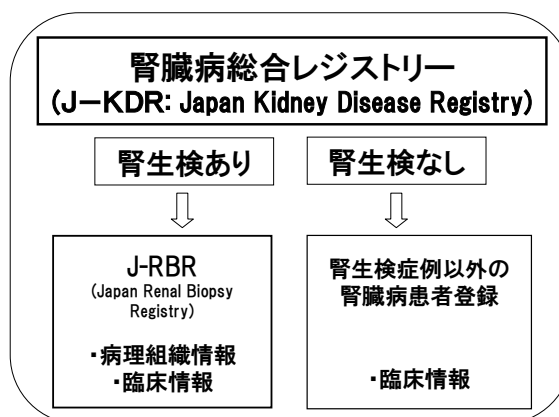 腎臓病総合レジストリー
(J－KDR: Japan Kidney Disease Registry)
腎生検あり
腎生検なし
J-RBR
(Japan Renal Biopsy
Registry)
・病理組織情報
・臨床情報
腎生検症例以外の
腎臓病患者登録
・臨床情報